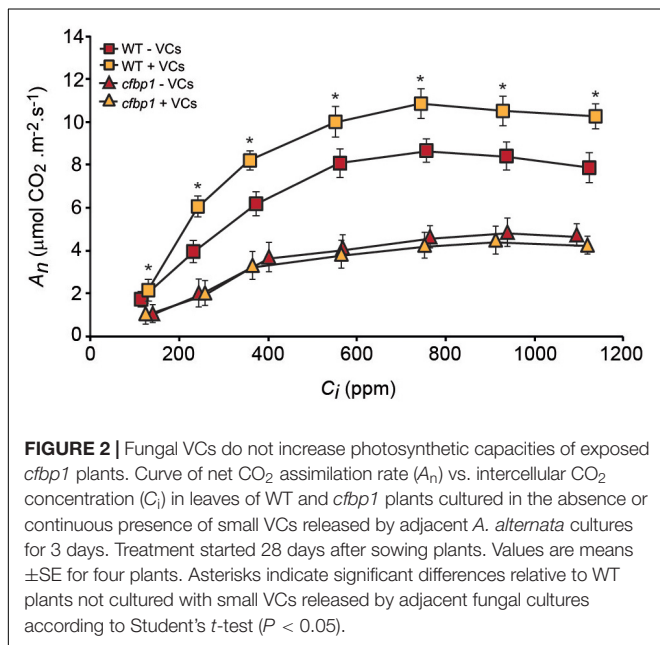 14
12
10
8
6
4
2
0
An (μmol CO2 .m-2.s-1)
WT - VCs
WT + VCs
cfbp1 - VCs
cfbp1 + VCs
* * * * * * *
0 200 400 600 800 1000 1200
Ci (ppm)
FIGURE 2 | Fungal VCs do not increase photosynthetic capacities of exposed
cfbp1 plants. Curve of net CO2 assimilation rate (An) vs. intercellular CO2
concentration (Ci) in leaves of WT and cfbp1 plants cultured in the absence or
continuous presence of small VCs released by adjacent A. alternata cultures
for 3 days. Treatment started 28 days after sowing plants. Values are means
±SE for four plants. Asterisks indicate significant differences relative to WT
plants not cultured with small VCs released by adjacent fungal cultures
according to Student's t-test (P < 0.05).